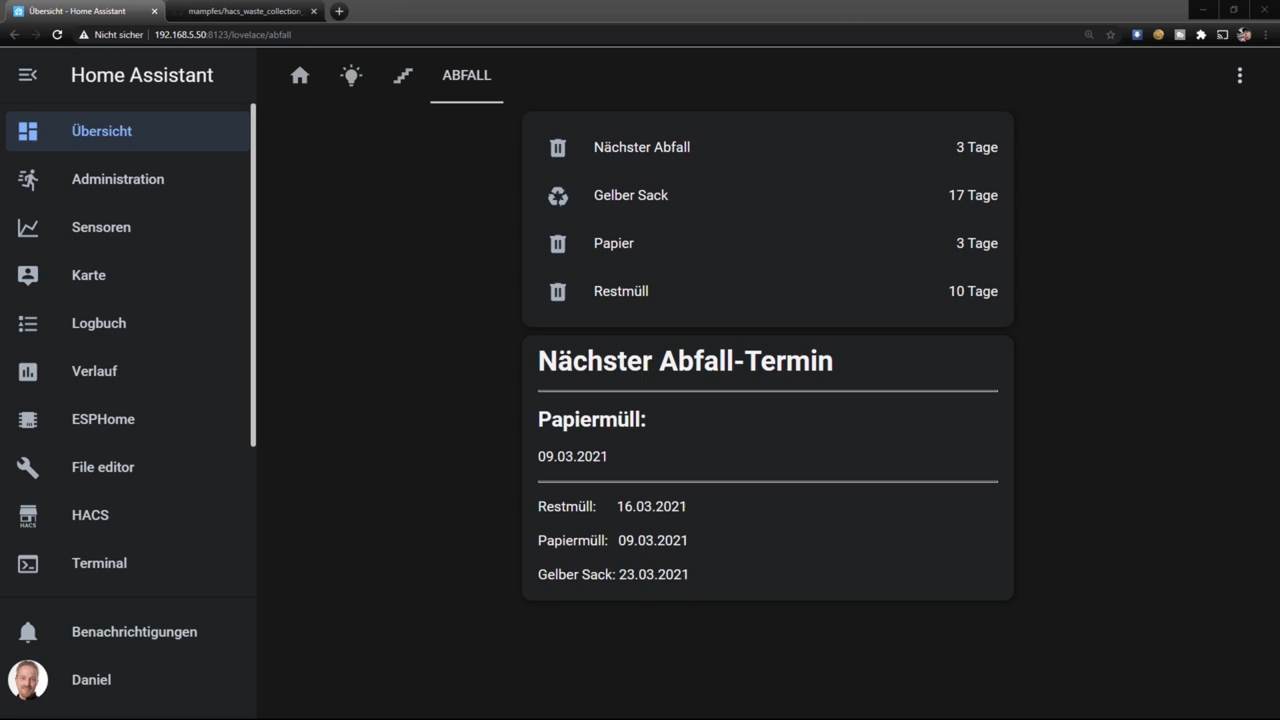 Übersicht - Home Assistant
mampfes/hacs_waste_collection_
Nicht sicher
192.168.5.50:8123/lovelace/abfall
Home Assistant
ABFALL
Übersicht
Administration
Sensoren
Karte
Logbuch
Verlauf
ESPHome
File editor
HACS
HACS
Terminal
Benachrichtigungen
Daniel
Nächster Abfall 3 Tage
Gelber Sack 17 Tage
Papier 3 Tage
Restmüll 10 Tage
Nächster Abfall-Termin
Papiermüll:
09.03.2021
Restmüll: 16.03.2021
Papiermüll: 09.03.2021
Gelber Sack: 23.03.2021